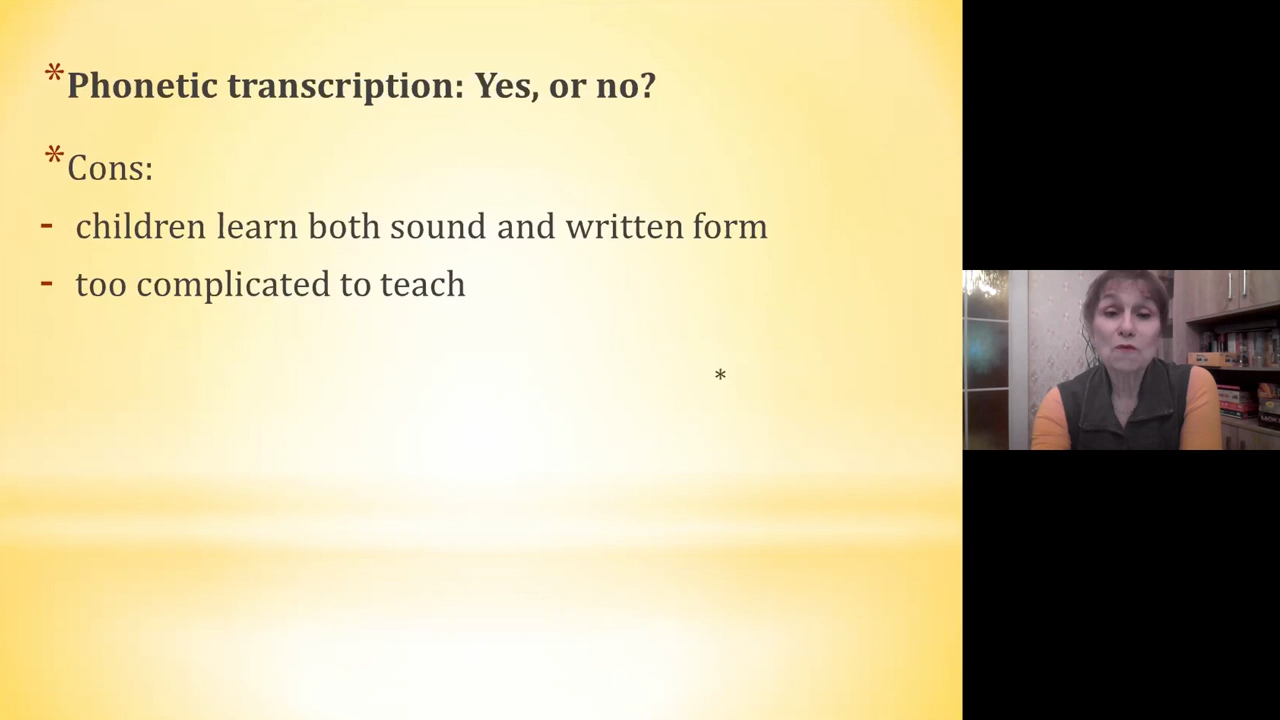 *Phonetic transcription: Yes, or no?
*Cons:
- children learn both sound and written form
- too complicated to teach
*